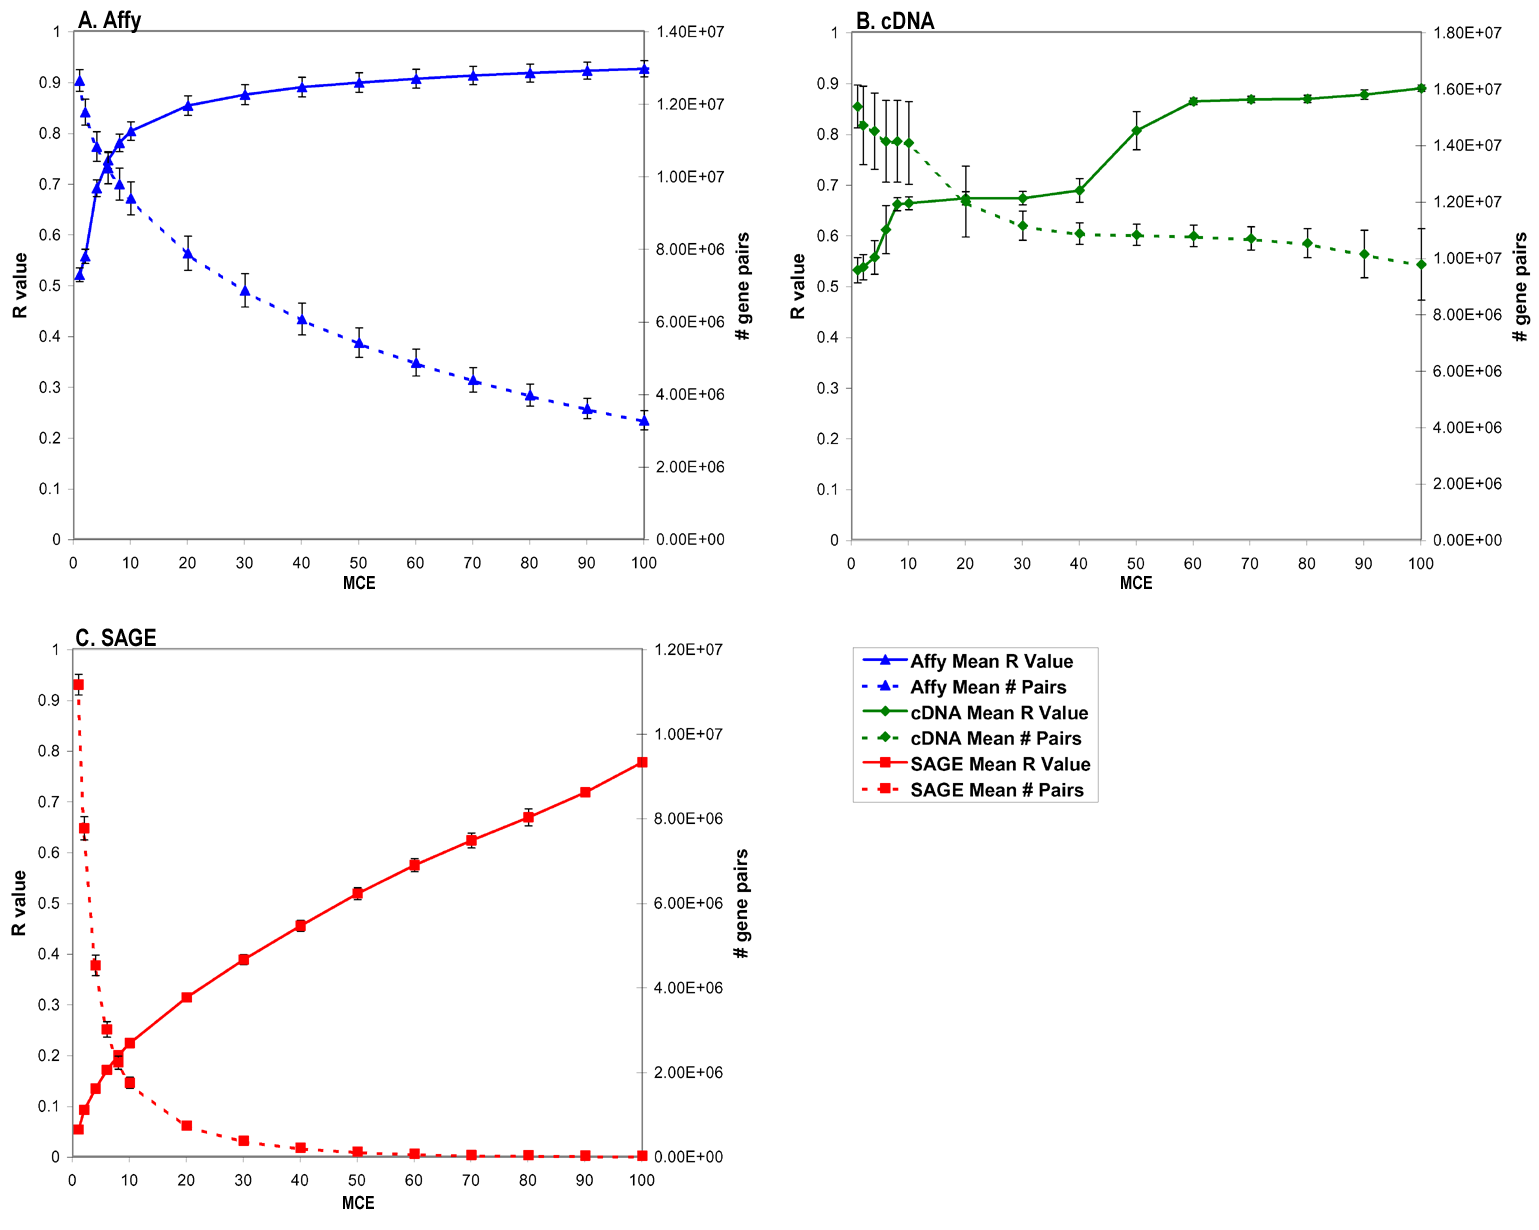 A. Affy
1
0.9
0.8
0.7
0.6
0.5
0.4
0.3
0.2
0.1
0
R value
1.40E+07
1.20E+07
1.00E+07
8.00E+06
6.00E+06
4.00E+06
2.00E+06
0.00E+00
# gene pairs
0 10 20 30 40 50 60 70 80 90 100
MCE
B. cDNA
1
0.9
0.8
0.7
0.6
0.5
0.4
0.3
0.2
0.1
0
R value
1.80E+07
1.60E+07
1.40E+07
1.20E+07
1.00E+07
8.00E+06
6.00E+06
4.00E+06
2.00E+06
0.00E+00
# gene pairs
0 10 20 30 40 50 60 70 80 90 100
MCE
C. SAGE
1
0.9
0.8
0.7
0.6
0.5
0.4
0.3
0.2
0.1
0
R value
1.20E+07
1.00E+07
8.00E+06
6.00E+06
4.00E+06
2.00E+06
0.00E+00
# gene pairs
0 10 20 30 40 50 60 70 80 90 100
MCE
Affy Mean R Value
Affy Mean # Pairs
cDNA Mean R Value
cDNA Mean # Pairs
SAGE Mean R Value
SAGE Mean # Pairs